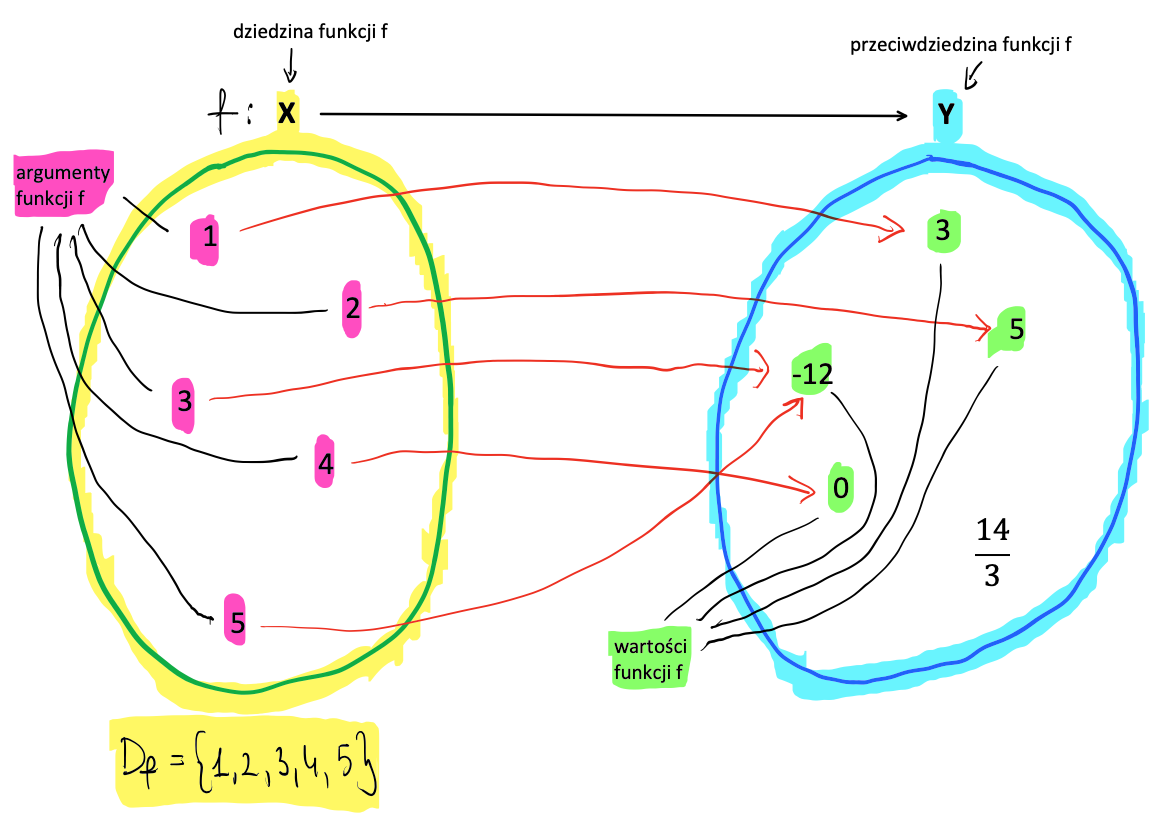 dziedzina funkcji f
przeciwdziedzina funkcji f
f: X
Y
argumenty
funkcji f
1
3
2
5
-12
3
4
0
14
3
5
wartości
funkcji f
Df = {1,2,3,4,5}